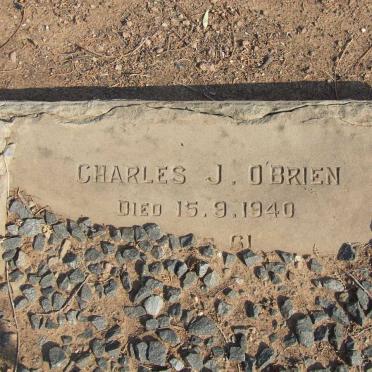 CHARLES J. O'BRIEN
DIED 15.9.1940